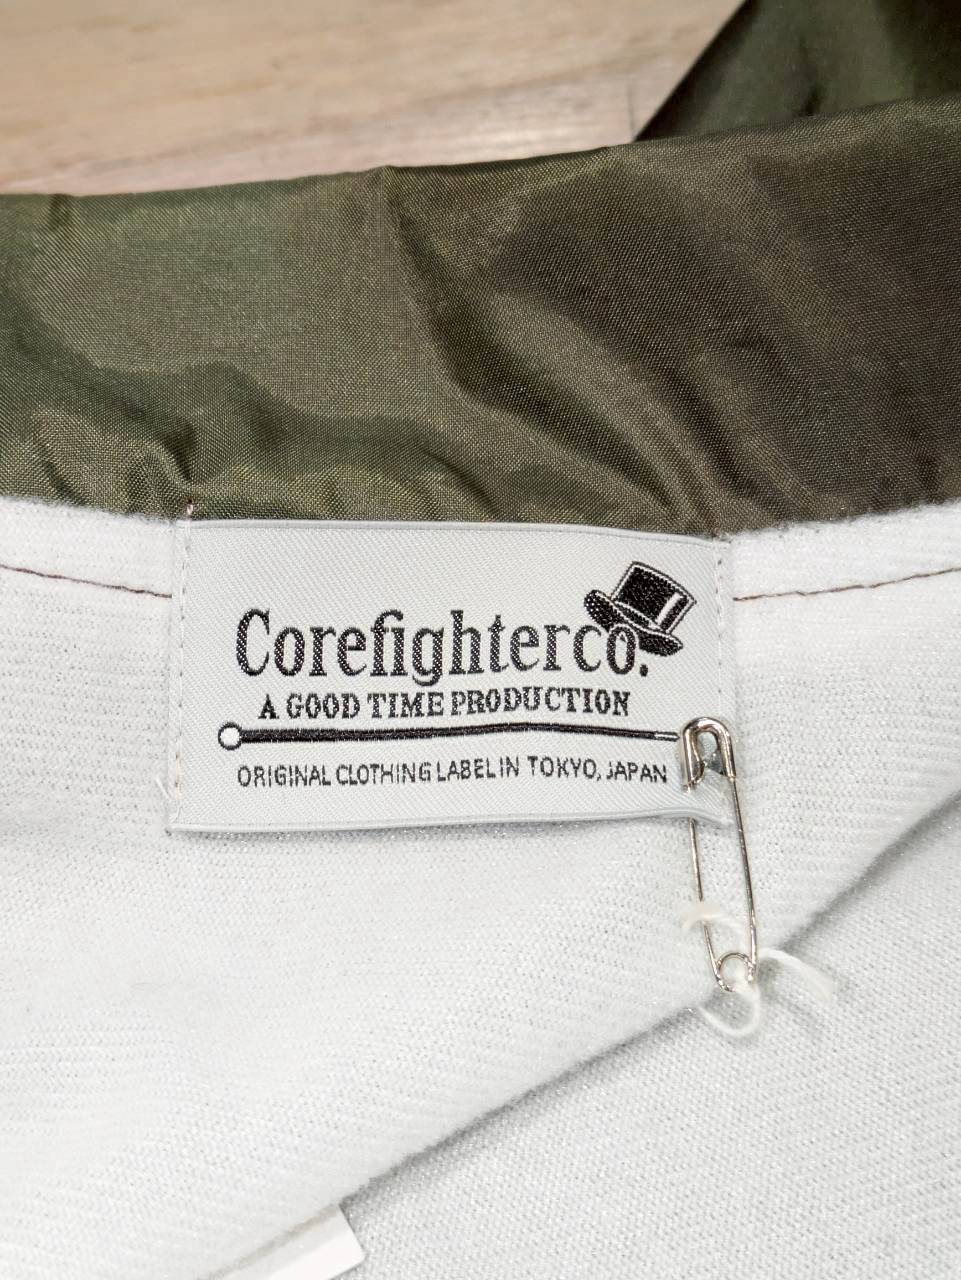 Corefighterco.
A GOOD TIME PRODUCTION
ORIGINAL CLOTHING LABEL IN TOKYO, JAPAN